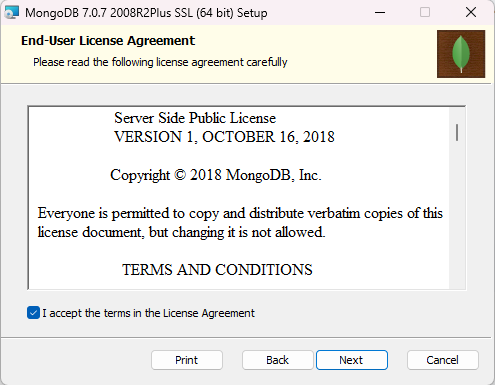 MongoDB 7.0.7 2008R2Plus SSL (64 bit) Setup
End-User License Agreement
Please read the following license agreement carefully
Server Side Public License
VERSION 1, OCTOBER 16, 2018
Copyright © 2018 MongoDB, Inc.
Everyone is permitted to copy and distribute verbatim copies of this
license document, but changing it is not allowed.
TERMS AND CONDITIONS
I accept the terms in the License Agreement
Print
Back
Next
Cancel